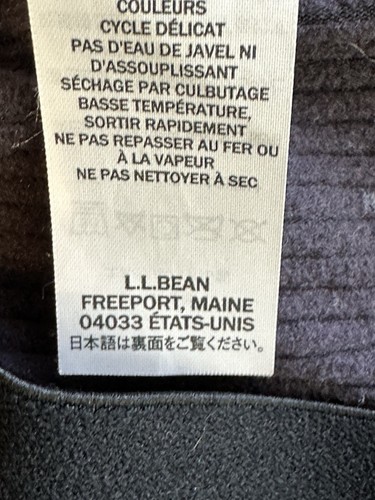 COULEURS
CYCLE DÉLICAT
PAS D'EAU DE JAVEL NI
D'ASSOUPLISSANT
SÉCHAGE PAR CULBUTAGE
BASSE TEMPÉRATURE,
SORTIR RAPIDEMENT
NE PAS REPASSER AU FER OU
À LA VAPEUR
NE PAS NETTOYER À SEC
L.L.BEAN
FREEPORT, MAINE
04033 ÉTATS-UNIS
日本語は裏面をご覧ください。